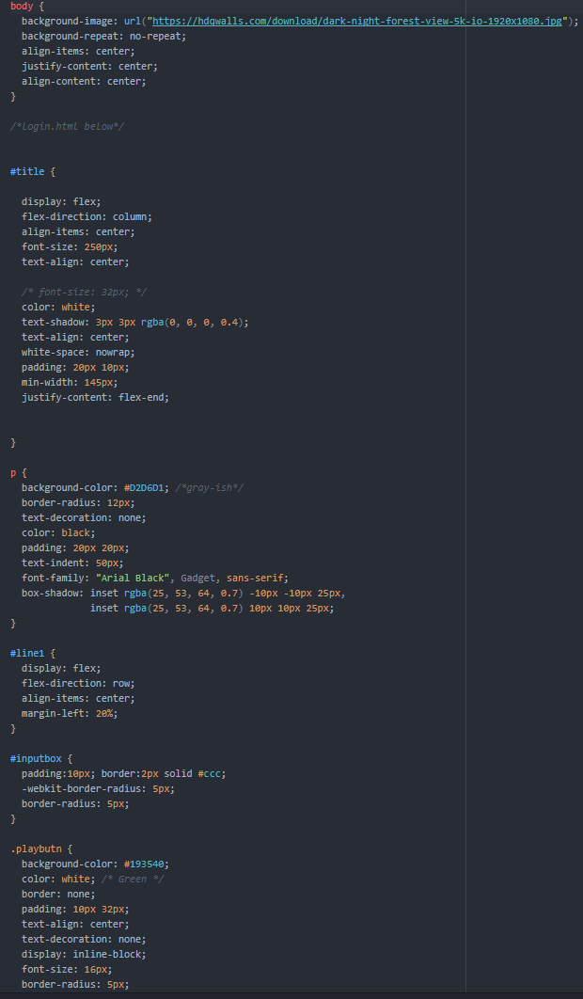 body {
background-image: url("https://hdqwalls.com/download/dark-night-forest-view-5k-io-1920x1080.jpg");
background-repeat: no-repeat;
align-items: center;
justify-content: center;
align-content: center;
}
/*login.html below*/
#title {
display: flex;
flex-direction: column;
align-items: center;
font-size: 250px;
text-align: center;
/* font-size: 32px; */
color: white;
text-shadow: 3px 3px rgba(0, 0, 0, 0.4);
text-align: center;
white-space: nowrap;
padding: 20px 10px;
min-width: 145px;
justify-content: flex-end;
}
p {
background-color: #D2D6D1; /*gray-ish*/
border-radius: 12px;
text-decoration: none;
color: black;
padding: 20px 20px;
text-indent: 50px;
font-family: "Arial Black", Gadget, sans-serif;
box-shadow: inset rgba(25, 53, 64, 0.7) -10px -10px 25px,
inset rgba(25, 53, 64, 0.7) 10px 10px 25px;
}
#line1 {
display: flex;
flex-direction: row;
align-items: center;
margin-left: 20%;
}
#inputbox {
padding:10px; border:2px solid #ccc;
-webkit-border-radius: 5px;
border-radius: 5px;
}
.playbutn {
background-color: #193540;
color: white; /* Green */
border: none;
padding: 10px 32px;
text-align: center;
text-decoration: none;
display: inline-block;
font-size: 16px;
border-radius: 5px;